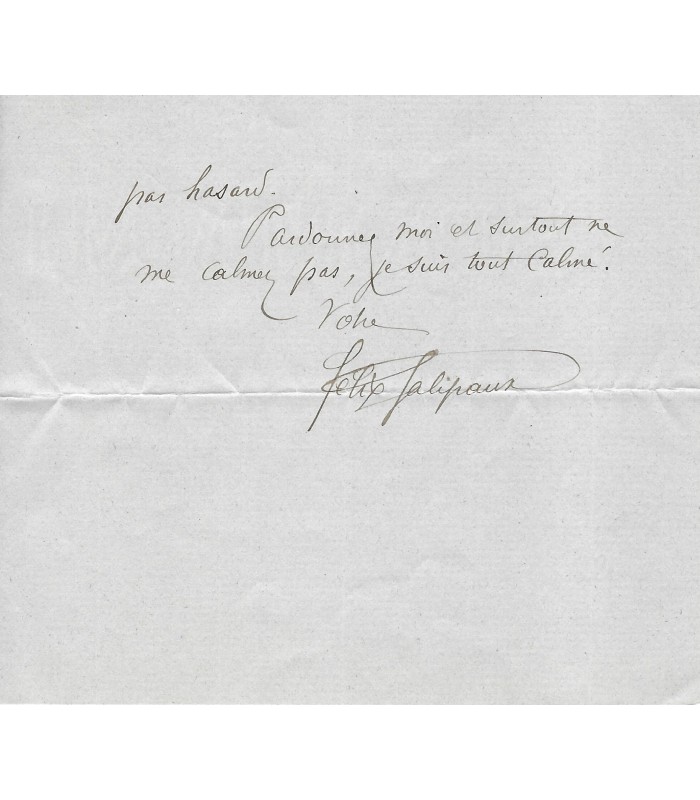 par hasard.
Pardonnez moi et surtout ne
me calmez pas, je suis tout calmé.
Votre
Félix Galipaux